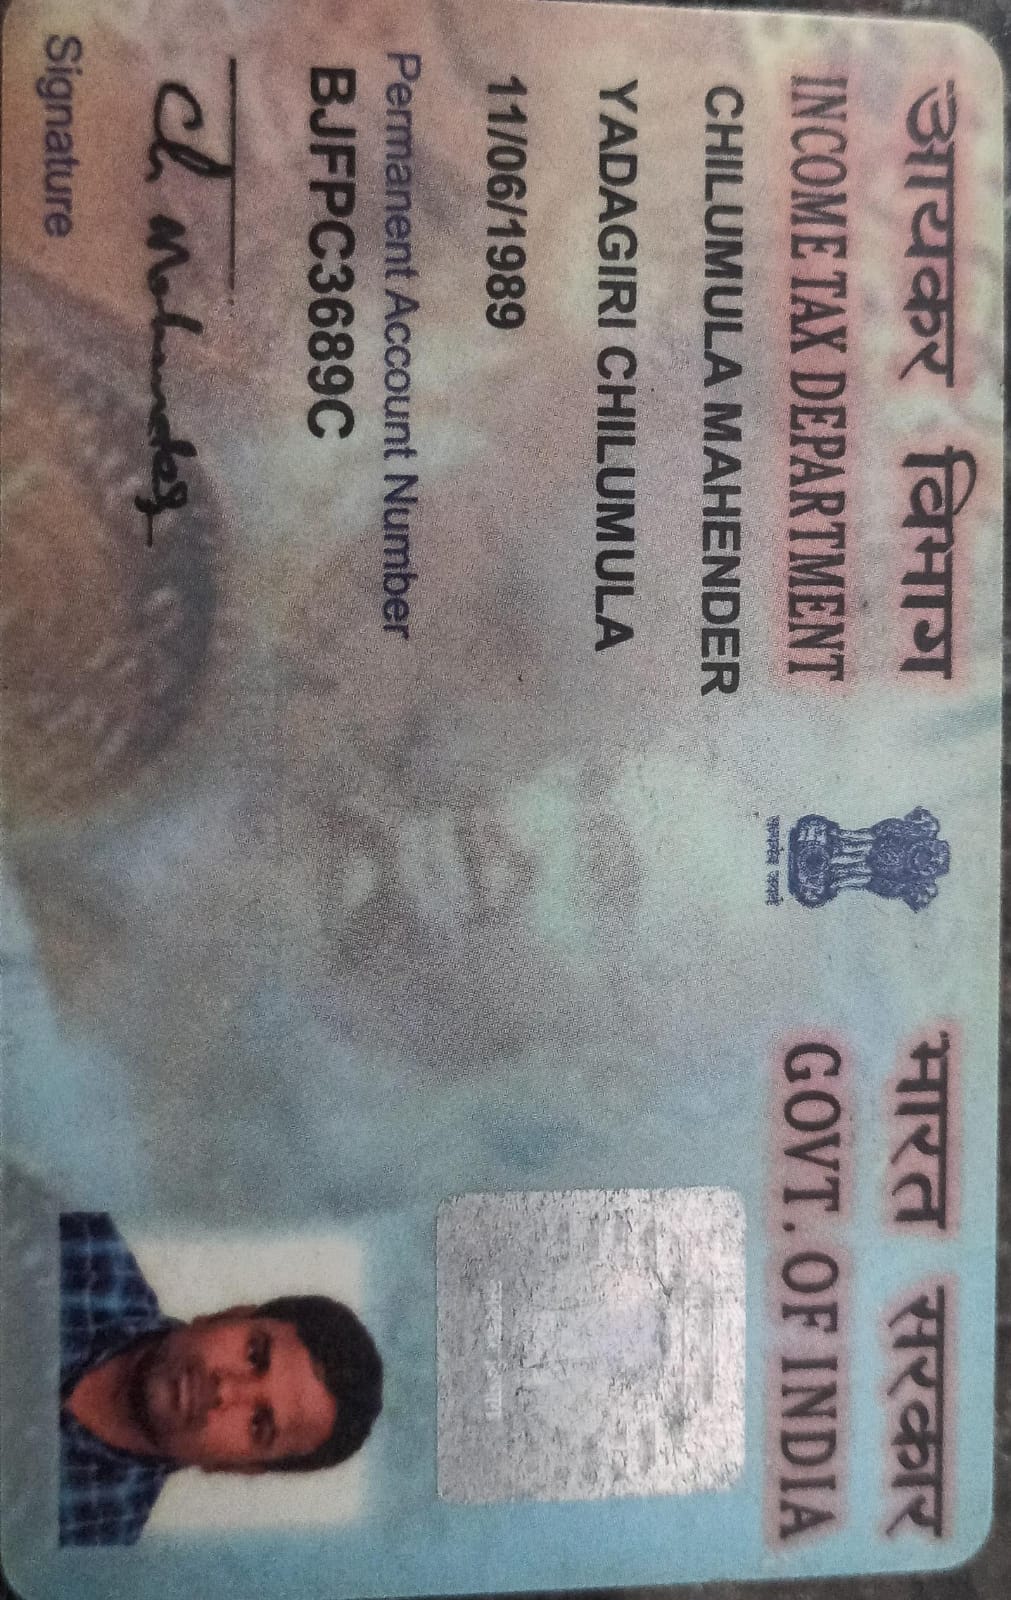 आयकर विभाग
INCOME TAX DEPARTMENT
भारत सरकार
GOVT. OF INDIA
सत्यमेव जयते
CHILUMULA MAHENDER
YADAGIRI CHILUMULA
11/06/1989
Permanent Account Number
BJFPC3689C
Ch Mahender
Signature